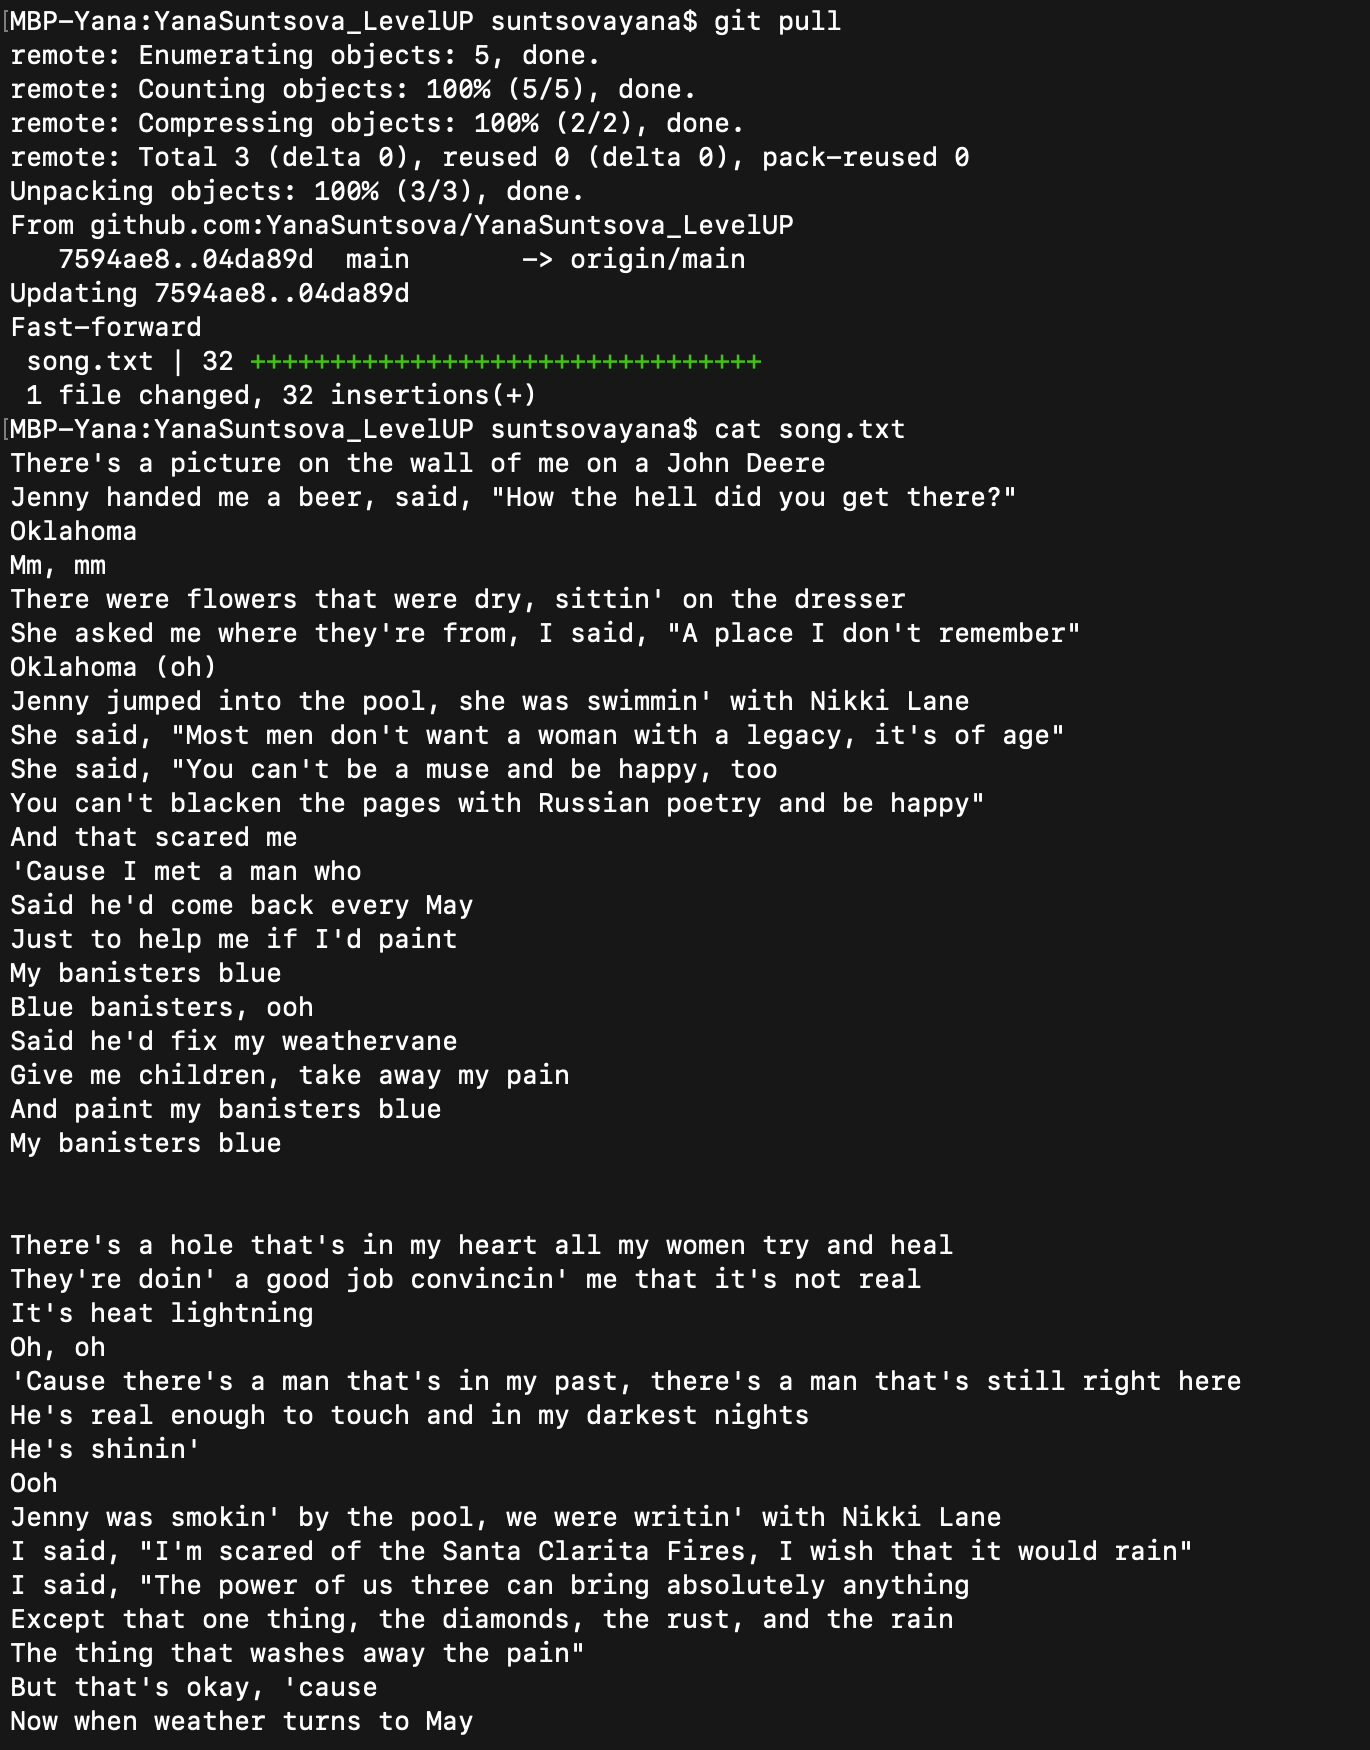 MBP-Yana:YanaSuntsova_LevelUP suntsovayana$ git pull
remote: Enumerating objects: 5, done.
remote: Counting objects: 100% (5/5), done.
remote: Compressing objects: 100% (2/2), done.
remote: Total 3 (delta 0), reused 0 (delta 0), pack-reused 0
Unpacking objects: 100% (3/3), done.
From github.com:YanaSuntsova/YanaSuntsova_LevelUP
   7594ae8..04da89d  main       -> origin/main
Updating 7594ae8..04da89d
Fast-forward
 song.txt | 32 ++++++++++++++++++++++++++++++++
 1 file changed, 32 insertions(+)
MBP-Yana:YanaSuntsova_LevelUP suntsovayana$ cat song.txt
There's a picture on the wall of me on a John Deere
Jenny handed me a beer, said, "How the hell did you get there?"
Oklahoma
Mm, mm
There were flowers that were dry, sittin' on the dresser
She asked me where they're from, I said, "A place I don't remember"
Oklahoma (oh)
Jenny jumped into the pool, she was swimmin' with Nikki Lane
She said, "Most men don't want a woman with a legacy, it's of age"
She said, "You can't be a muse and be happy, too
You can't blacken the pages with Russian poetry and be happy"
And that scared me
'Cause I met a man who
Said he'd come back every May
Just to help me if I'd paint
My banisters blue
Blue banisters, ooh
Said he'd fix my weathervane
Give me children, take away my pain
And paint my banisters blue
My banisters blue
There's a hole that's in my heart all my women try and heal
They're doin' a good job convincin' me that it's not real
It's heat lightning
Oh, oh
'Cause there's a man that's in my past, there's a man that's still right here
He's real enough to touch and in my darkest nights
He's shinin'
Ooh
Jenny was smokin' by the pool, we were writin' with Nikki Lane
I said, "I'm scared of the Santa Clarita Fires, I wish that it would rain"
I said, "The power of us three can bring absolutely anything
Except that one thing, the diamonds, the rust, and the rain
The thing that washes away the pain"
But that's okay, 'cause
Now when weather turns to May